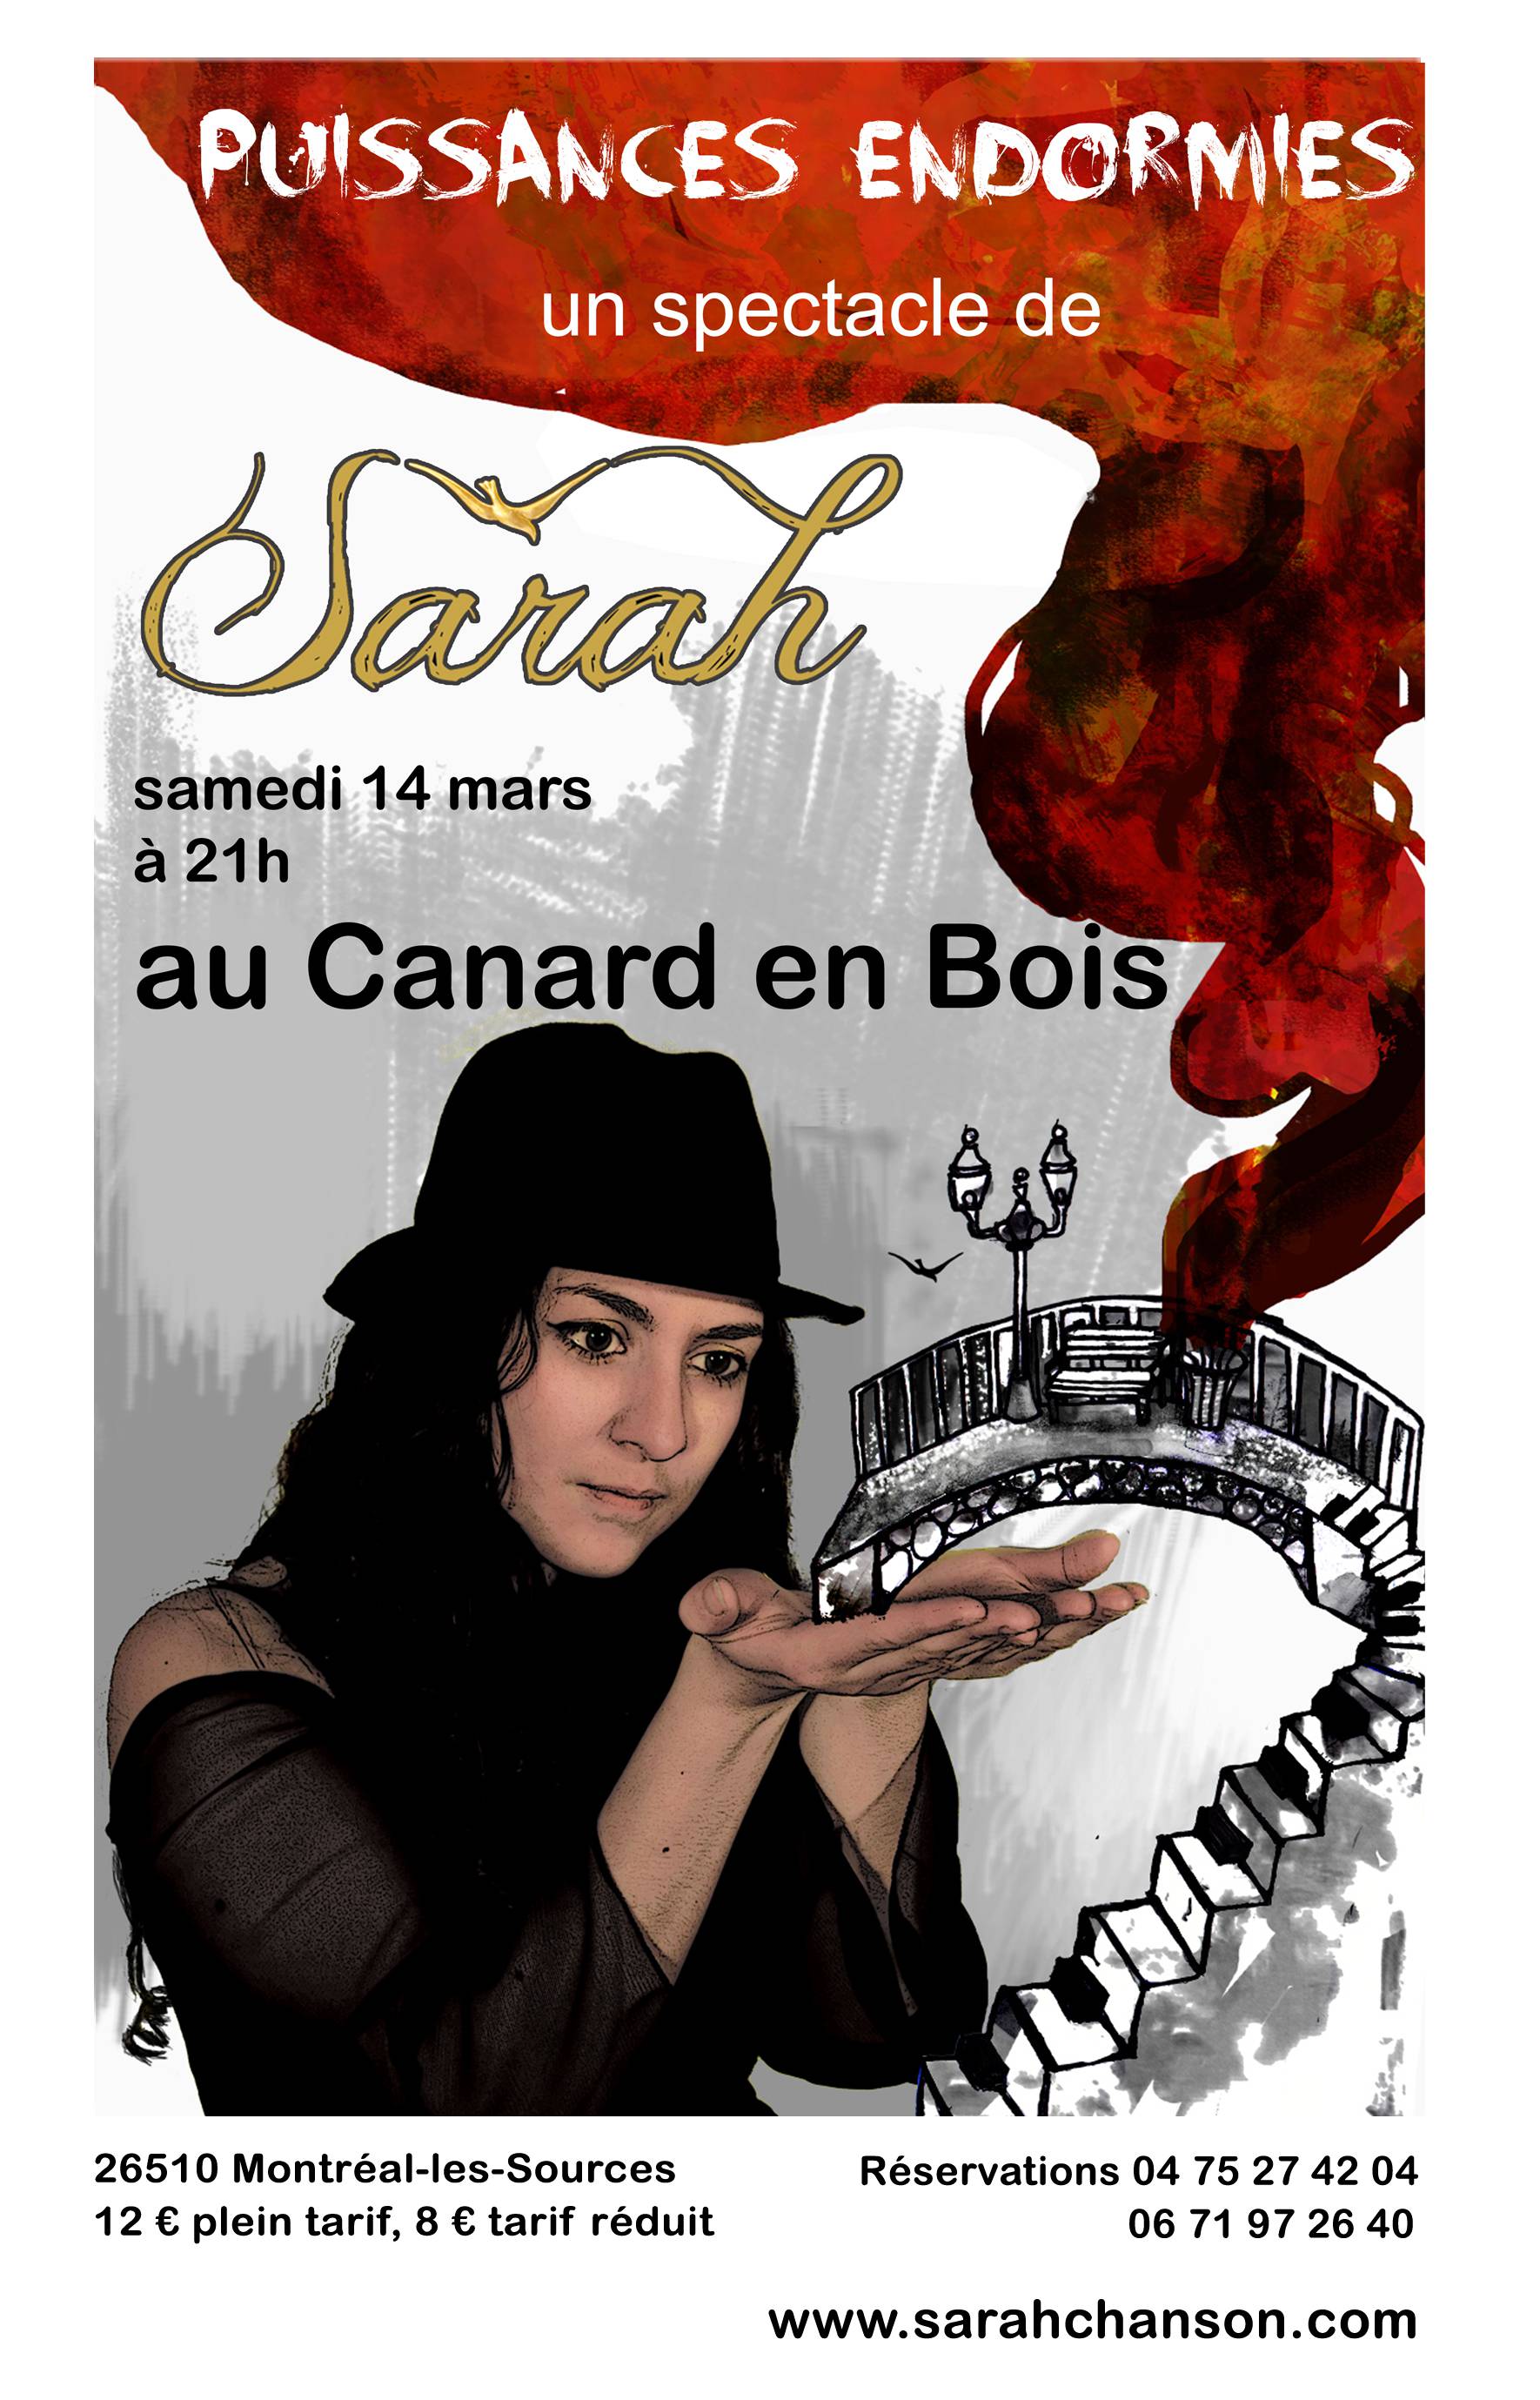 PUISSANCES ENDORMIES
un spectacle de
Sarah
samedi 14 mars
à 21h
au Canard en Bois
26510 Montréal-les-Sources
12 € plein tarif, 8 € tarif réduit
Réservations 04 75 27 42 04
06 71 97 26 40
www.sarahchanson.com